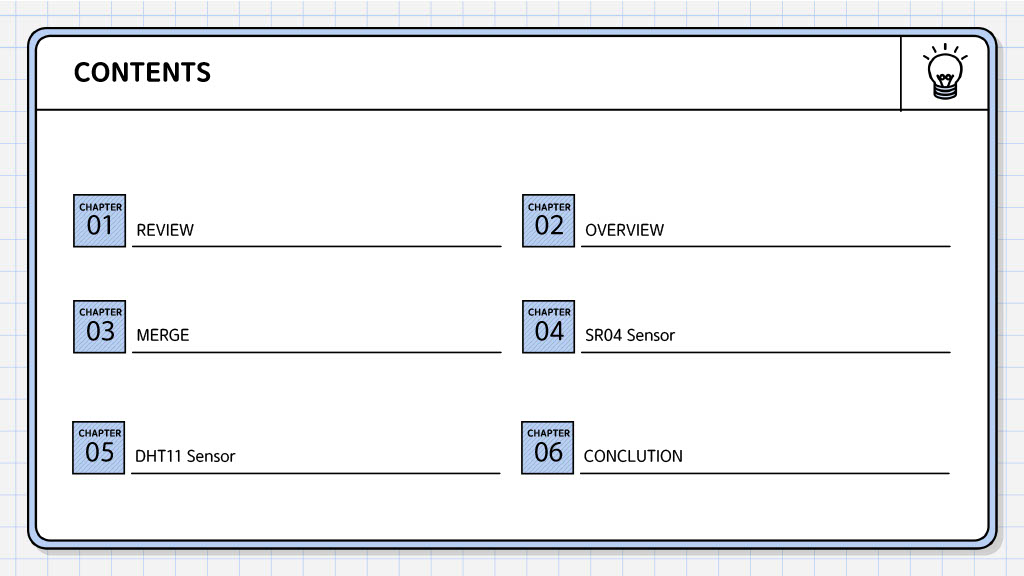 CONTENTS
CHAPTER
01
REVIEW
CHAPTER
02
OVERVIEW
CHAPTER
03
MERGE
CHAPTER
04
SR04 Sensor
CHAPTER
05
DHT11 Sensor
CHAPTER
06
CONCLUTION